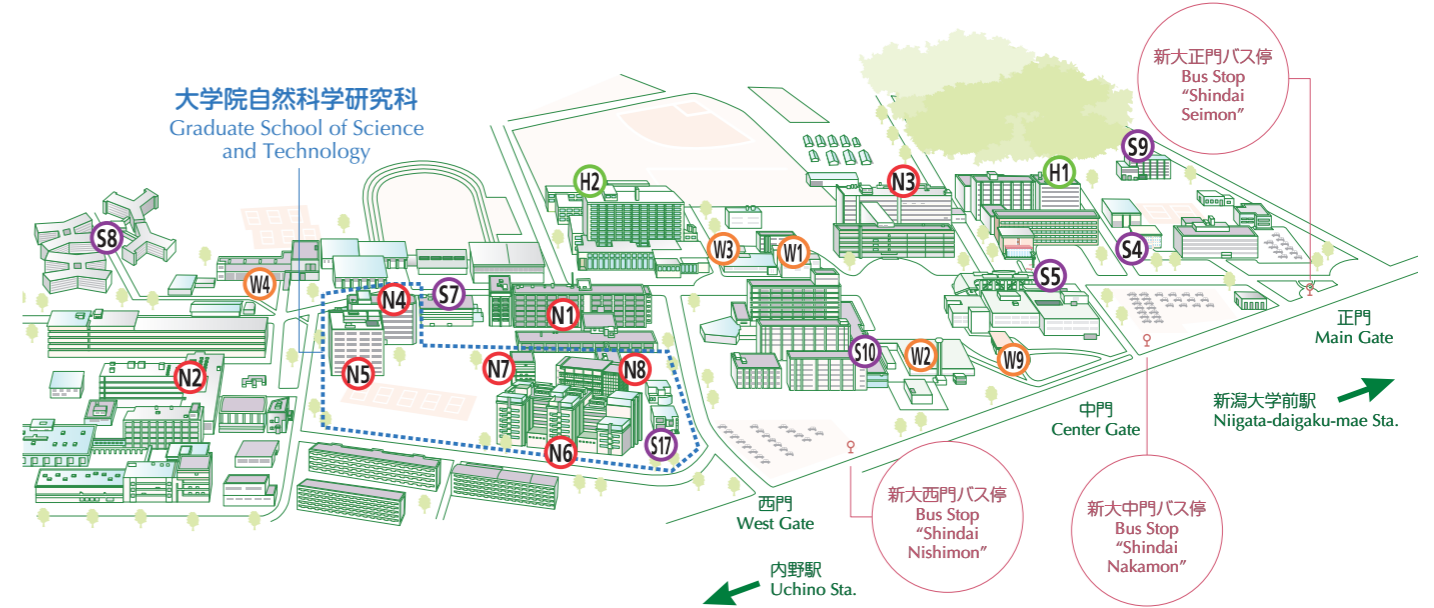 大学院自然科学研究科
Graduate School of Science
and Technology
新大正門バス停
Bus Stop
“Shindai
Seimon”
S9
H2
N3
H1
S8
W3
W1
S4
W4
S5
N4
S7
N1
正門
Main Gate
N5
N7
N8
S10
W2
W9
N2
新潟大学前駅
Niigata-daigaku-mae Sta.
中門
Center Gate
N6
S17
西門
West Gate
新大西門バス停
Bus Stop
“Shindai
Nishimon”
新大中門バス停
Bus Stop
“Shindai
Nakamon”
内野駅
Uchino Sta.